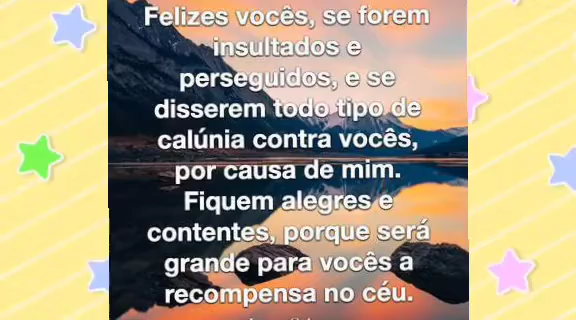 Felizes vocês, se forem
insultados e
perseguidos, e se
disserem todo tipo de
calúnia contra vocês,
por causa de mim.
Fiquem alegres e
contentes, porque será
grande para vocês a
recompensa no céu.